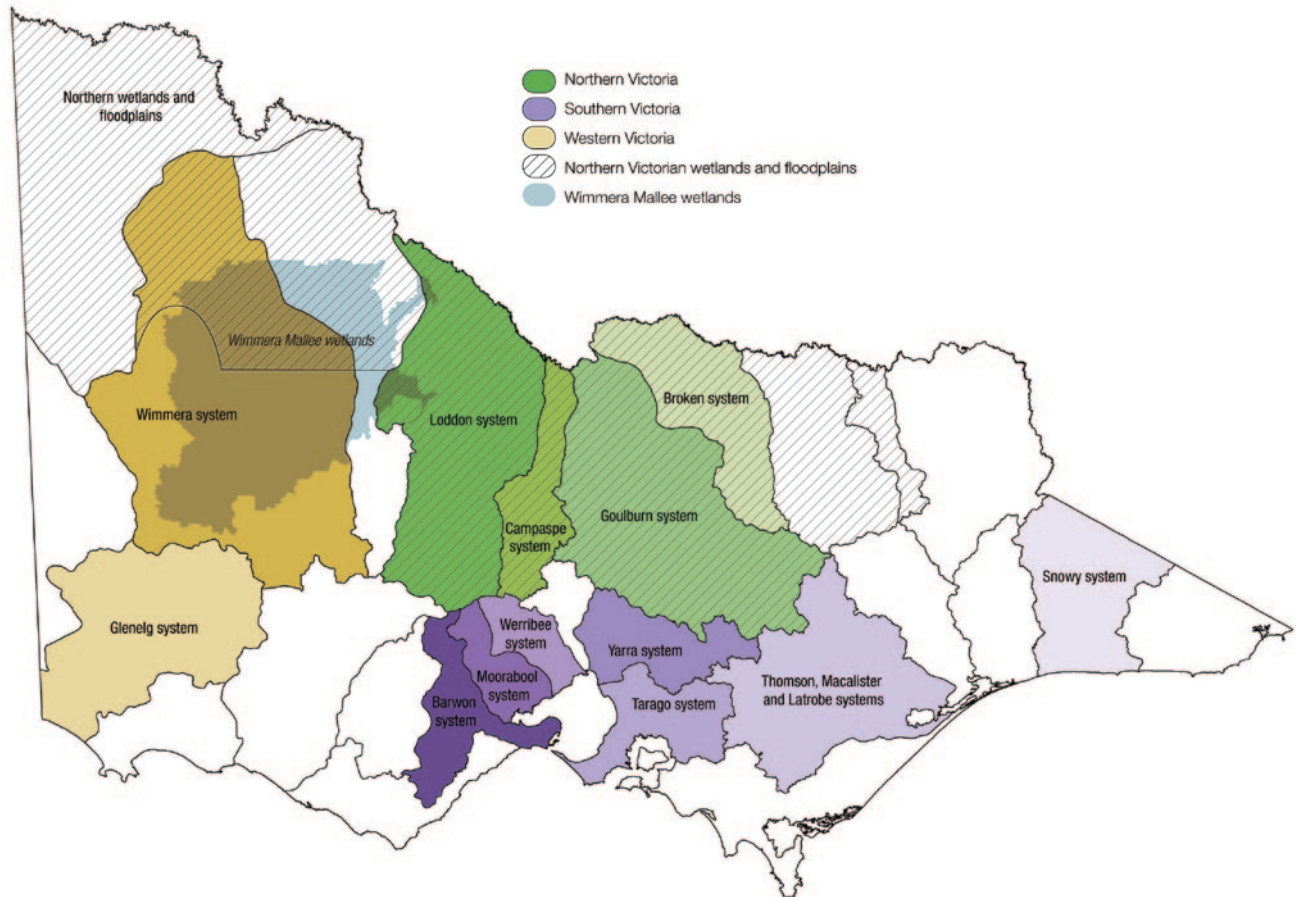 Northern Victoria
Southern Victoria
Western Victoria
Northern Victorian wetlands and floodplains
Wimmera Mallee wetlands
Northern wetlands and
floodplains
Wimmera Mallee wetlands
Wimmera system
Loddon system
Broken system
Campaspe
system
Goulburn system
Snowy system
Glenelg system
Werribee
system
Yarra system
Moorabool
system
Thomson, Macalister
and Latrobe systems
Barwon
system
Tarago system